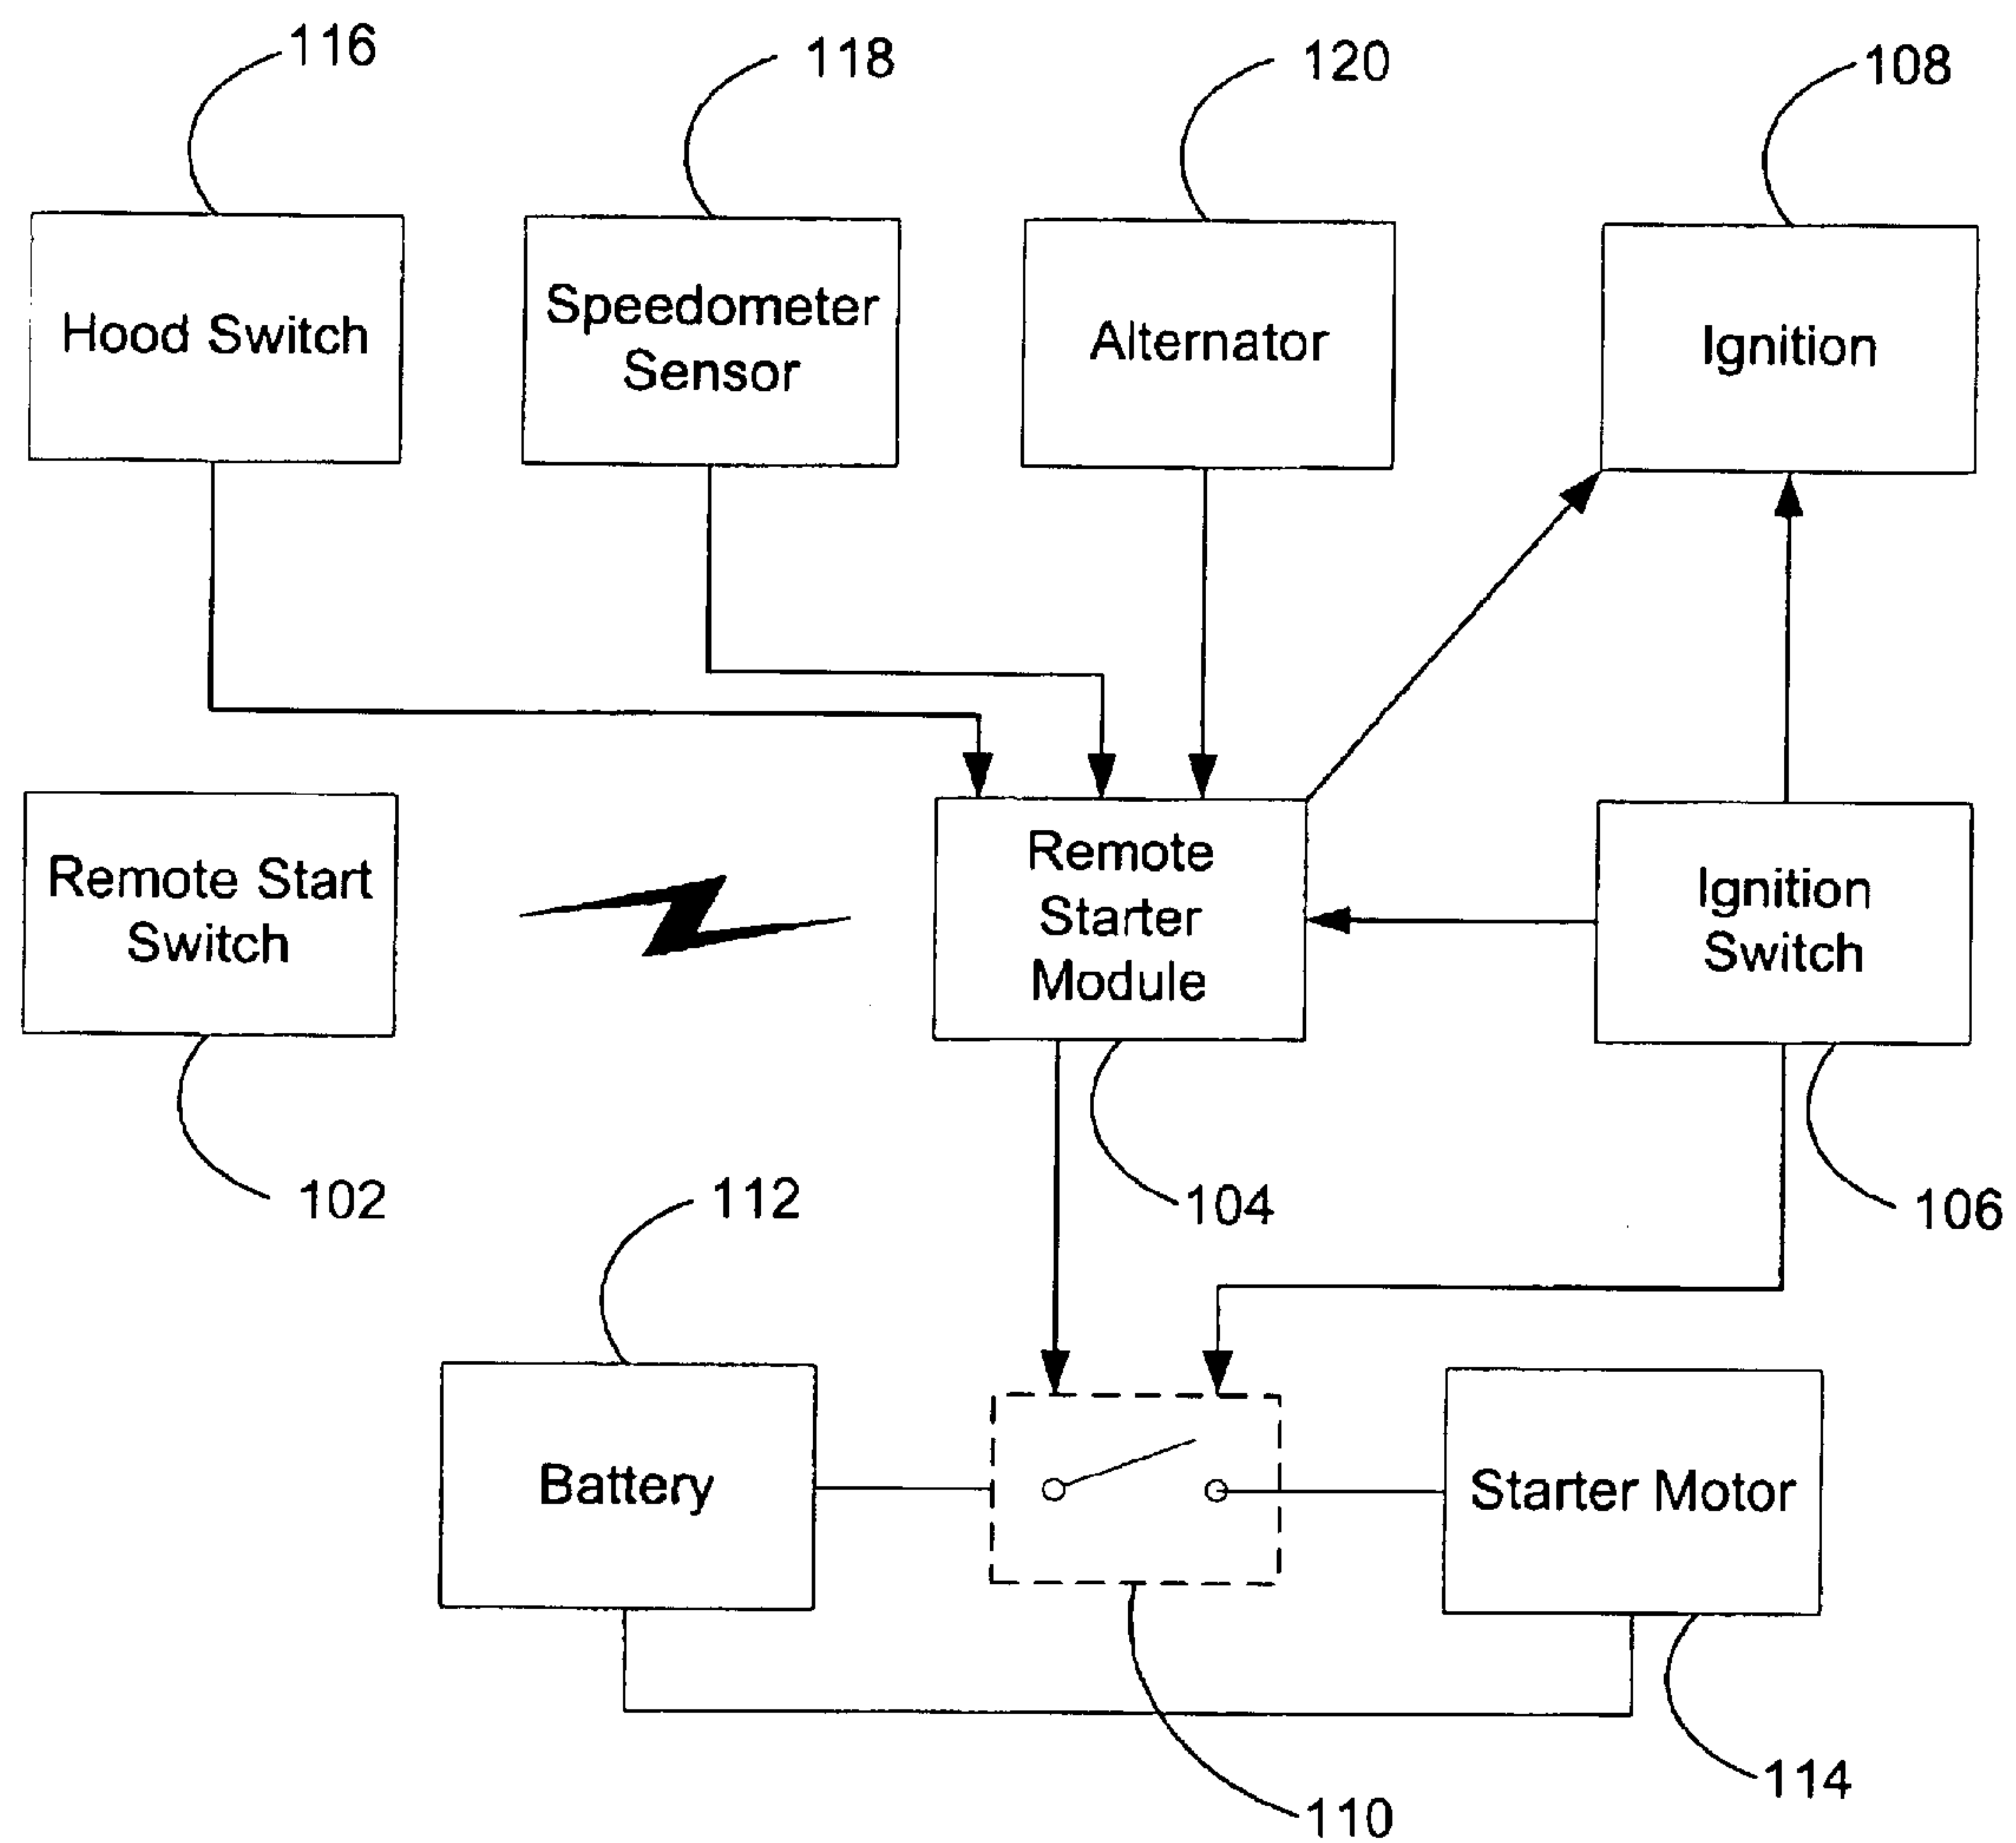 116
118
120
108
Hood Switch
Speedometer
Sensor
Alternator
Ignition
Remote Start
Switch
Remote
Starter
Module
Ignition
Switch
102
112
104
106
Battery
Starter Motor
114
110